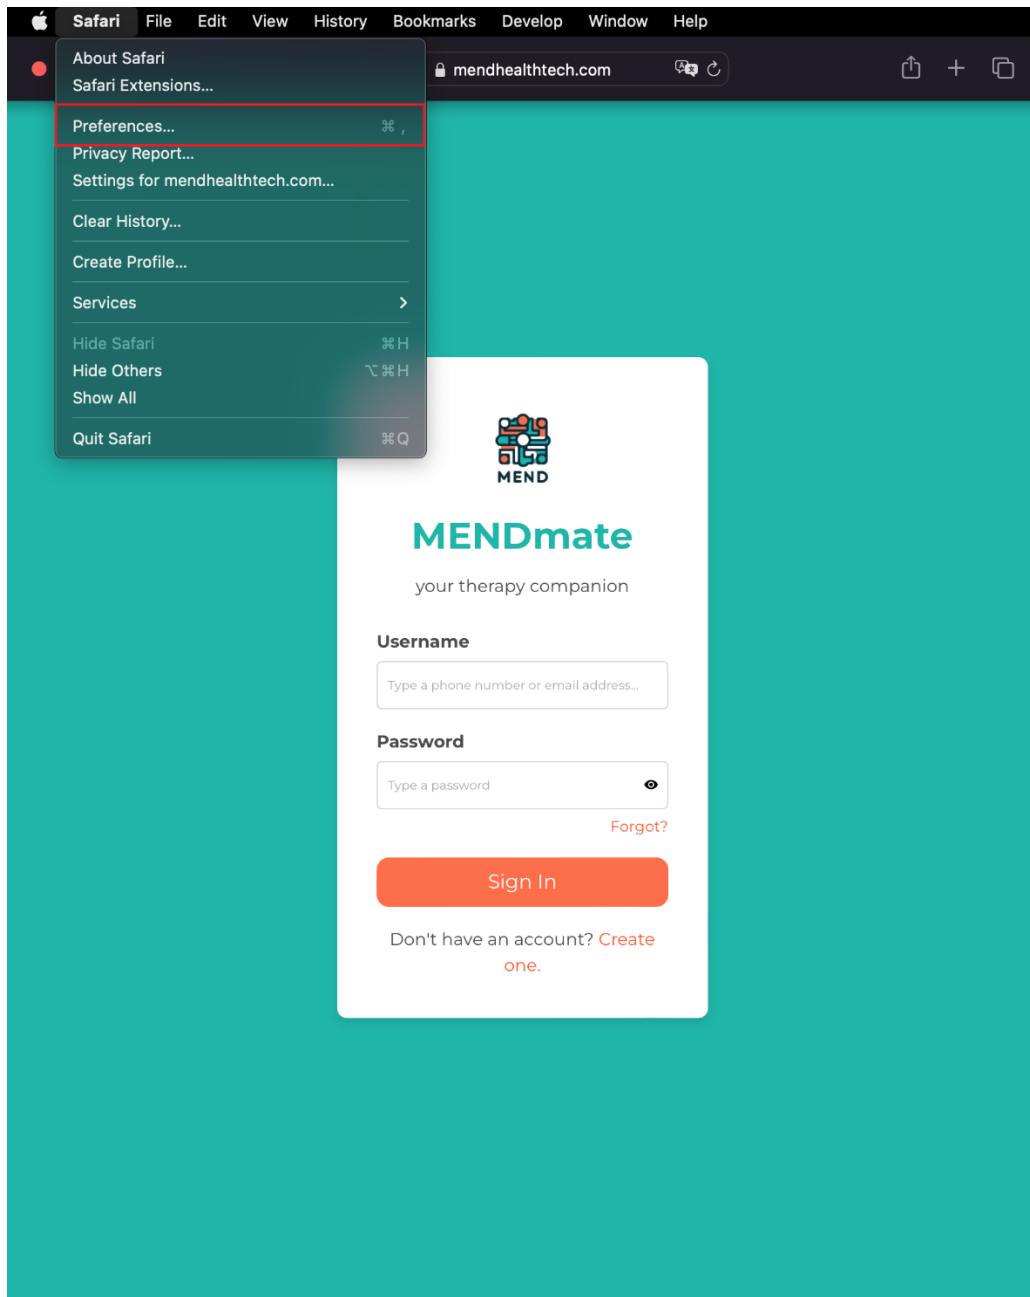 Safari File Edit View History Bookmarks Develop Window Help
mendhealthtech.com
About Safari
Safari Extensions...
Preferences... ⌘ ,
Privacy Report...
Settings for mendhealthtech.com...
Clear History...
Create Profile...
Services
Hide Safari ⌘H
Hide Others ⌥⌘H
Show All
Quit Safari ⌘Q
MEND
MENDmate
your therapy companion
Username
Type a phone number or email address...
Password
Type a password
Forgot?
Sign In
Don't have an account? Create
one.